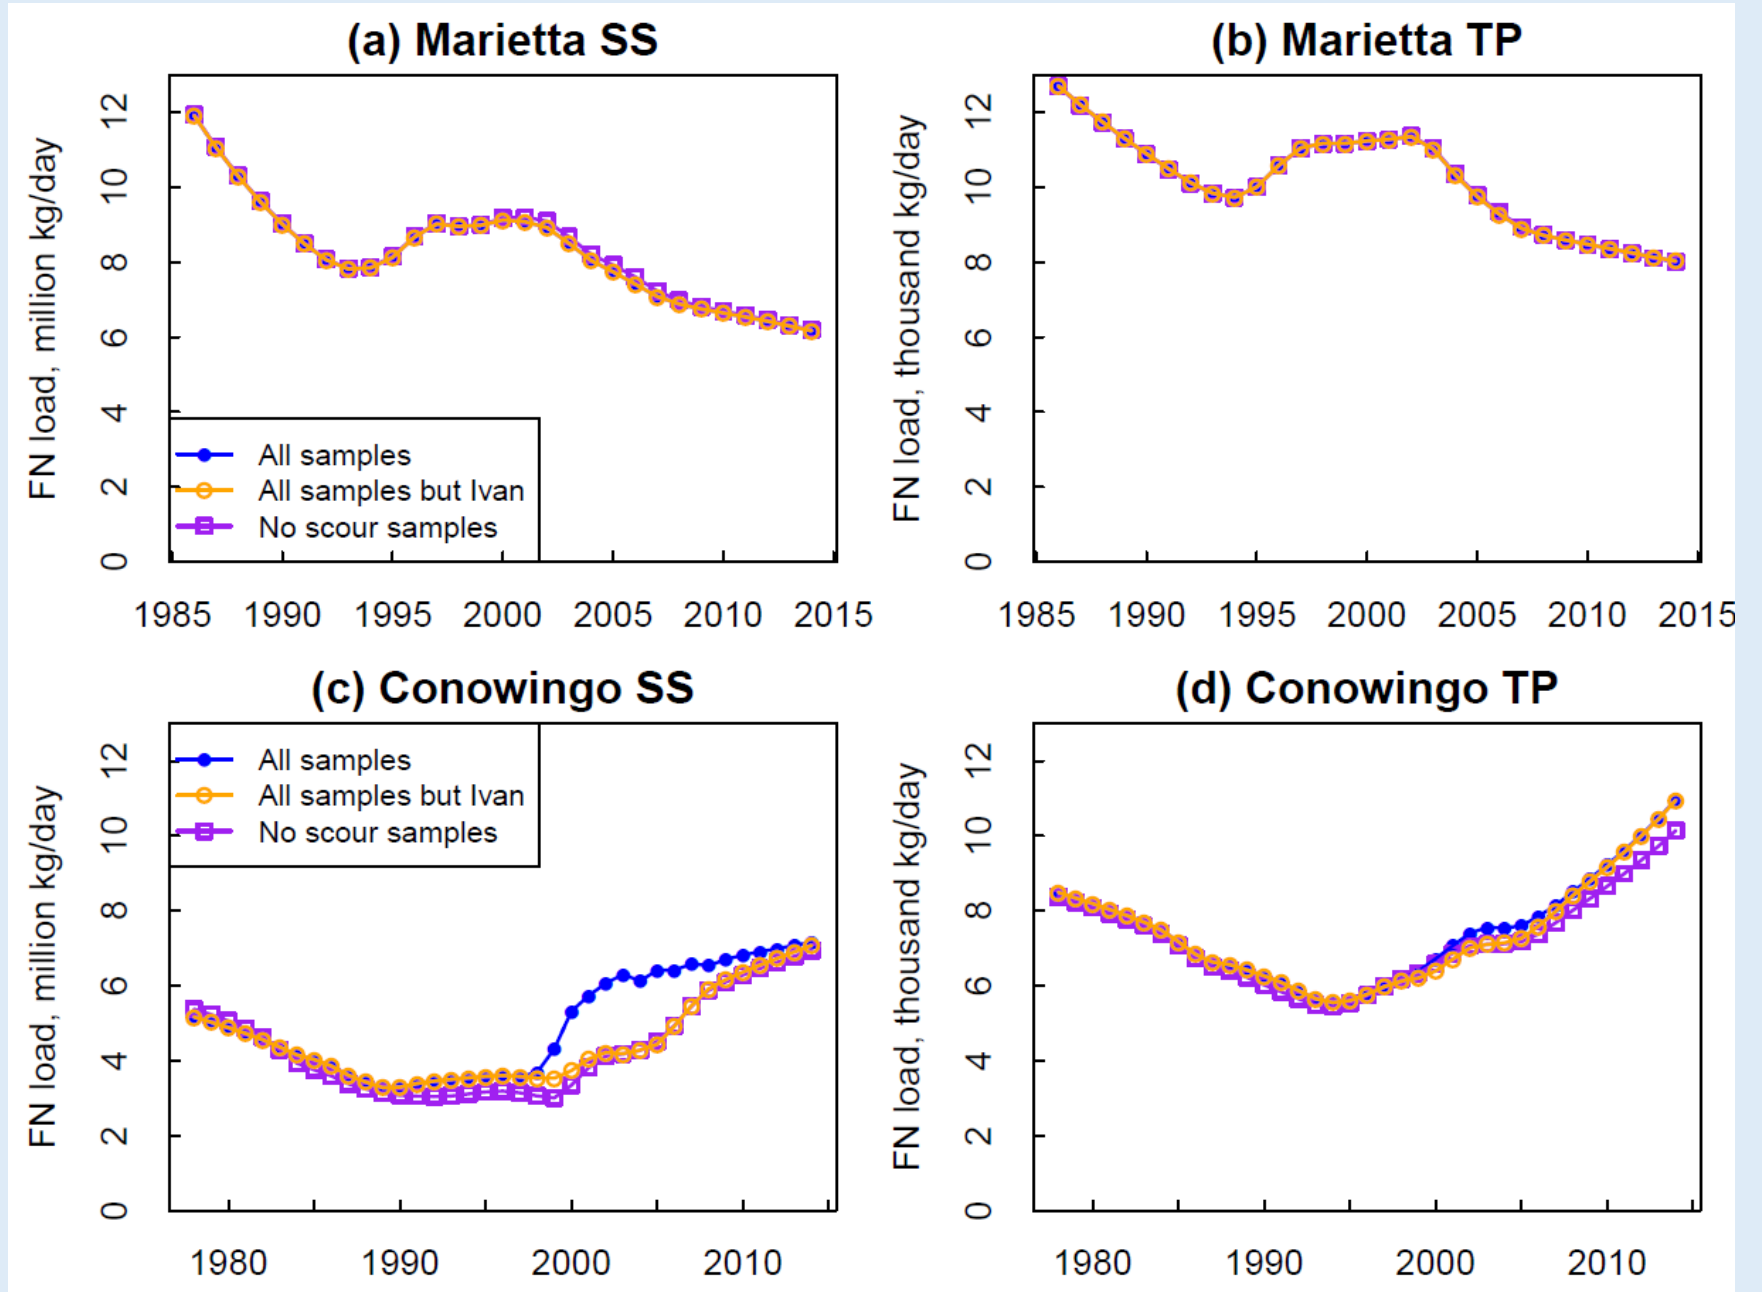 (a) Marietta SS
FN load, million kg/day
12
10
8
6
4
2
0
All samples
All samples but Ivan
No scour samples
1985 1990 1995 2000 2005 2010 2015
(b) Marietta TP
FN load, thousand kg/day
12
10
8
6
4
2
0
1985 1990 1995 2000 2005 2010 2015
(c) Conowingo SS
FN load, million kg/day
12
10
8
6
4
2
0
All samples
All samples but Ivan
No scour samples
1980 1990 2000 2010
(d) Conowingo TP
FN load, thousand kg/day
12
10
8
6
4
2
0
1980 1990 2000 2010